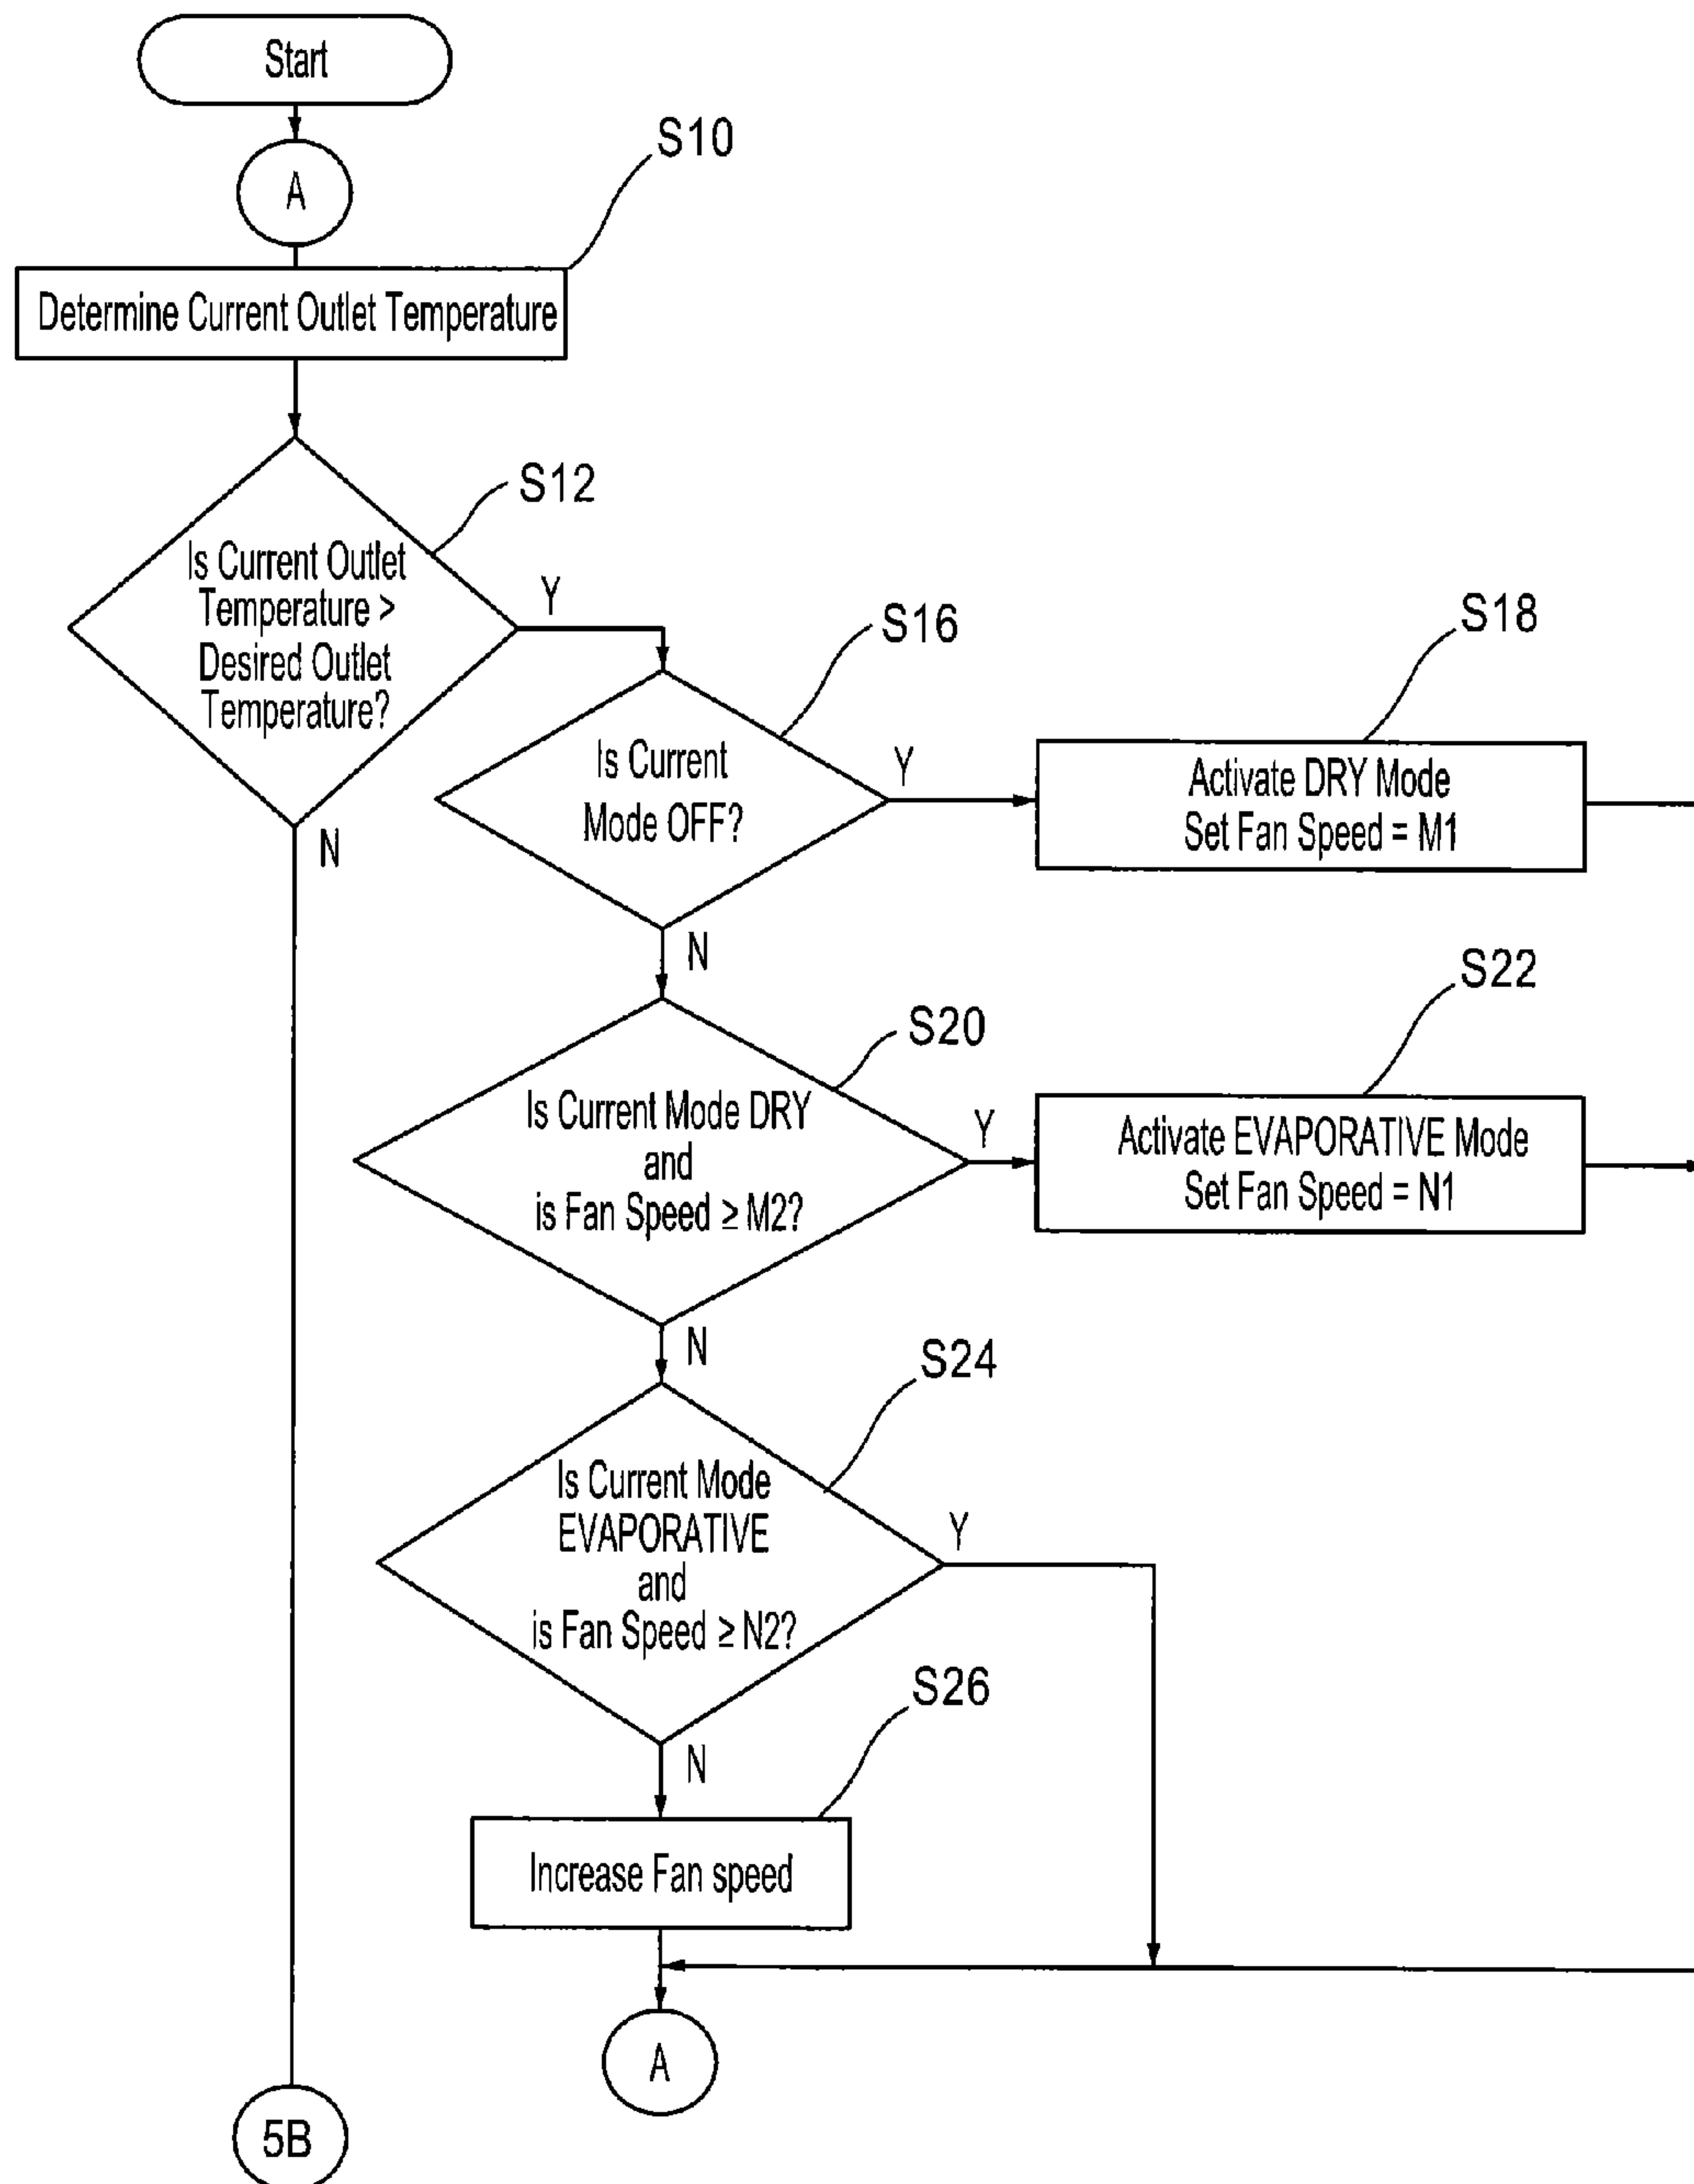 Start
A
S10
Determine Current Outlet Temperature
S12
Is Current Outlet
Temperature >
Desired Outlet
Temperature?
Y
N
S16
Is Current
Mode OFF?
Y
N
S18
Activate DRY Mode
Set Fan Speed = M1
S20
Is Current Mode DRY
and
is Fan Speed ≥ M2?
Y
N
S22
Activate EVAPORATIVE Mode
Set Fan Speed = N1
S24
Is Current Mode
EVAPORATIVE
and
is Fan Speed ≥ N2?
Y
N
S26
Increase Fan speed
A
5B